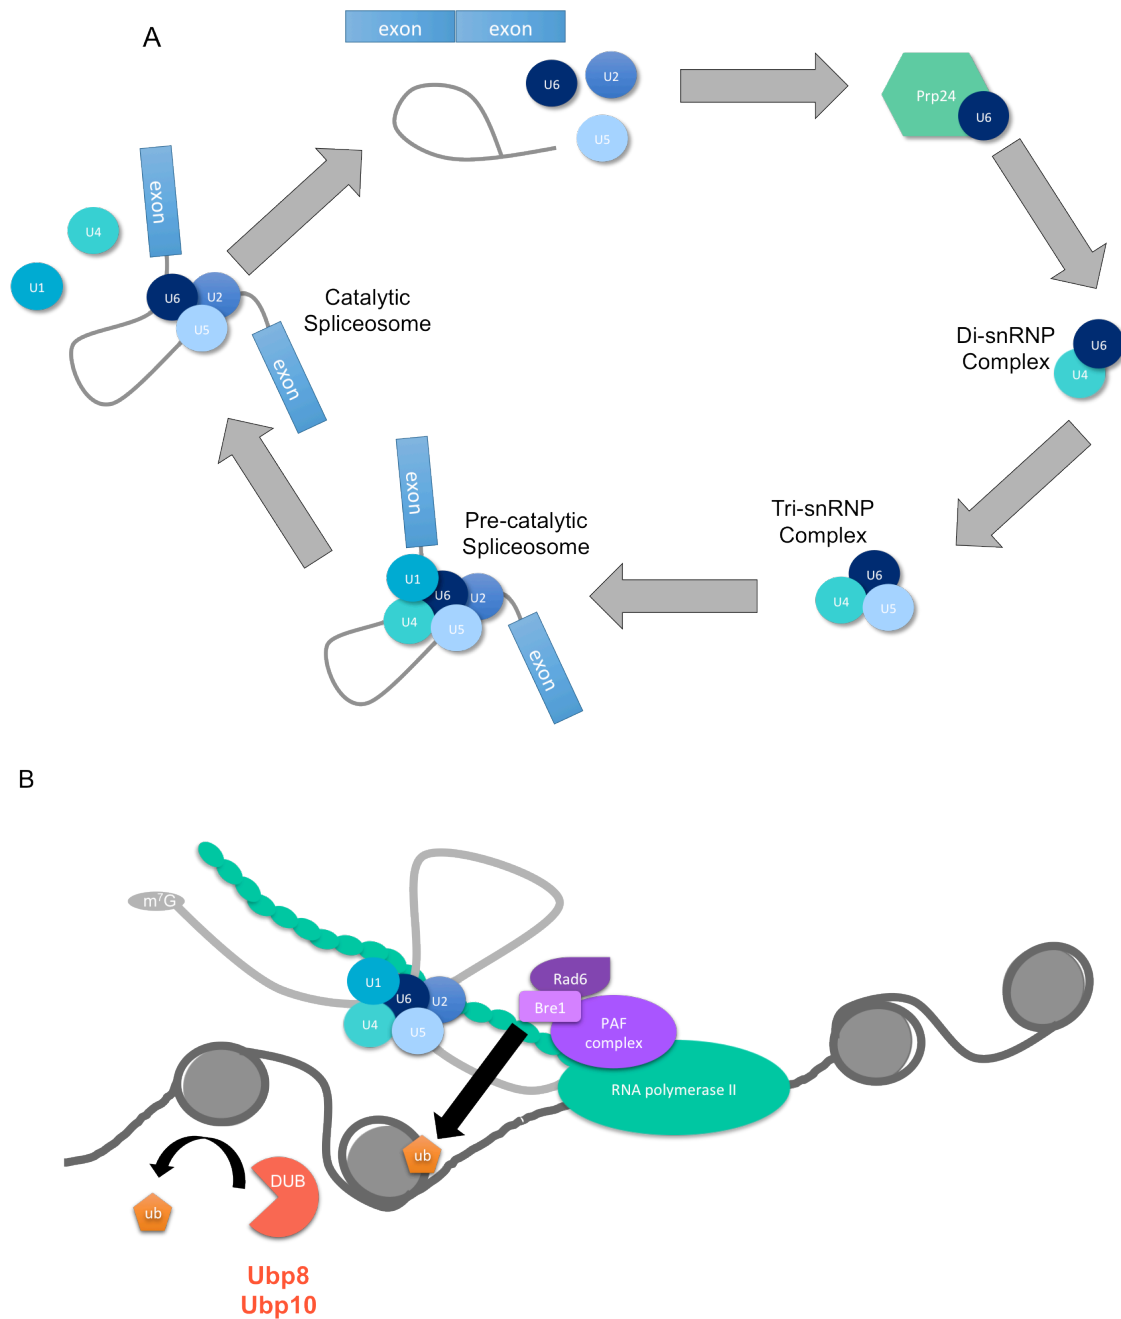 A
exon exon
U6
U2
U5
Prp24
U6
exon
U4
U1
U6
U2
U5
exon
Catalytic
Spliceosome
Di-snRNP
Complex
U6
U4
Tri-snRNP
Complex
U6
U4
U5
exon
Pre-catalytic
Spliceosome
U1
U6
U2
U4
U5
exon
B
m⁷G
U1
U6
U2
U4
U5
Rad6
Bre1
PAF
complex
RNA polymerase II
ub
DUB
ub
Ubp8
Ubp10